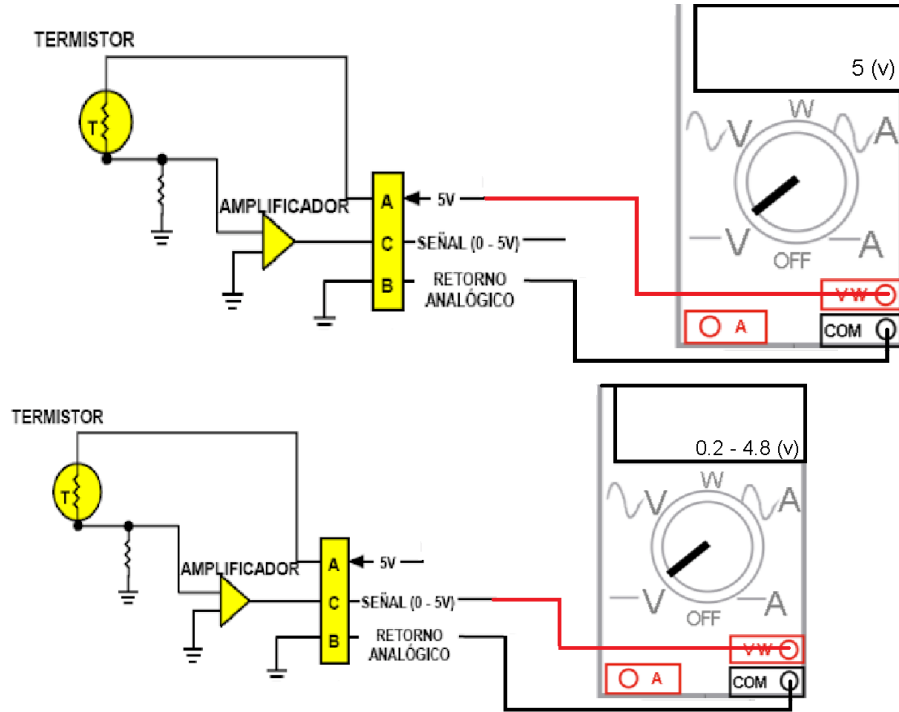 TERMISTOR
T
AMPLIFICADOR
A
5V
C
SEÑAL (0 - 5V)
B
RETORNO
ANALÓGICO
5 (v)
W
V
A
V
A
OFF
VW
A
COM
TERMISTOR
T
AMPLIFICADOR
A
5V
C
SEÑAL (0 - 5V)
B
RETORNO
ANALÓGICO
0.2 - 4.8 (v)
W
V
A
V
A
OFF
VW
A
COM